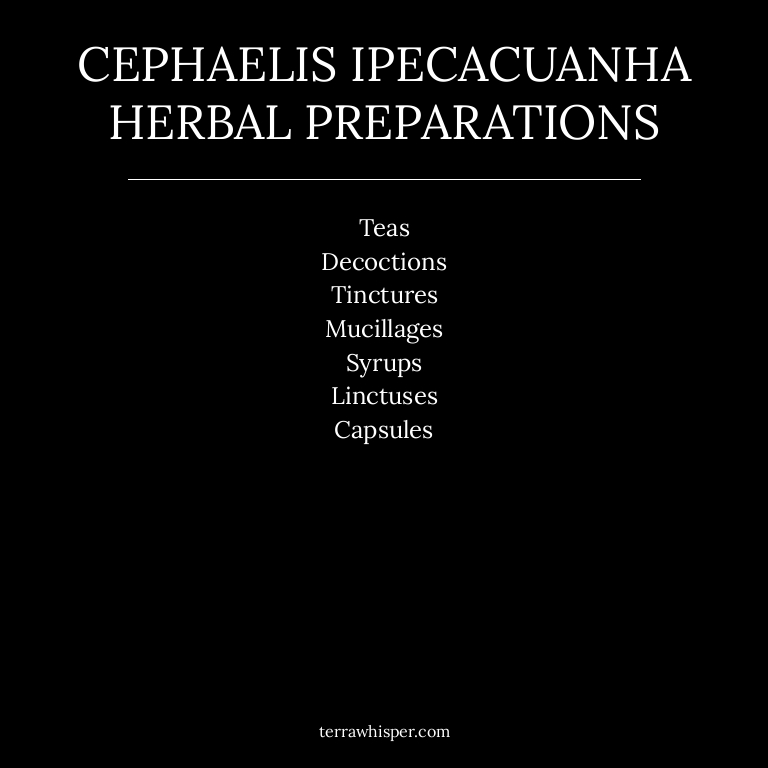 CEPHAELIS IPECACUANHA
HERBAL PREPARATIONS
Teas
Decoctions
Tinctures
Mucillages
Syrups
Linctuses
Capsules
terrawhisper.com